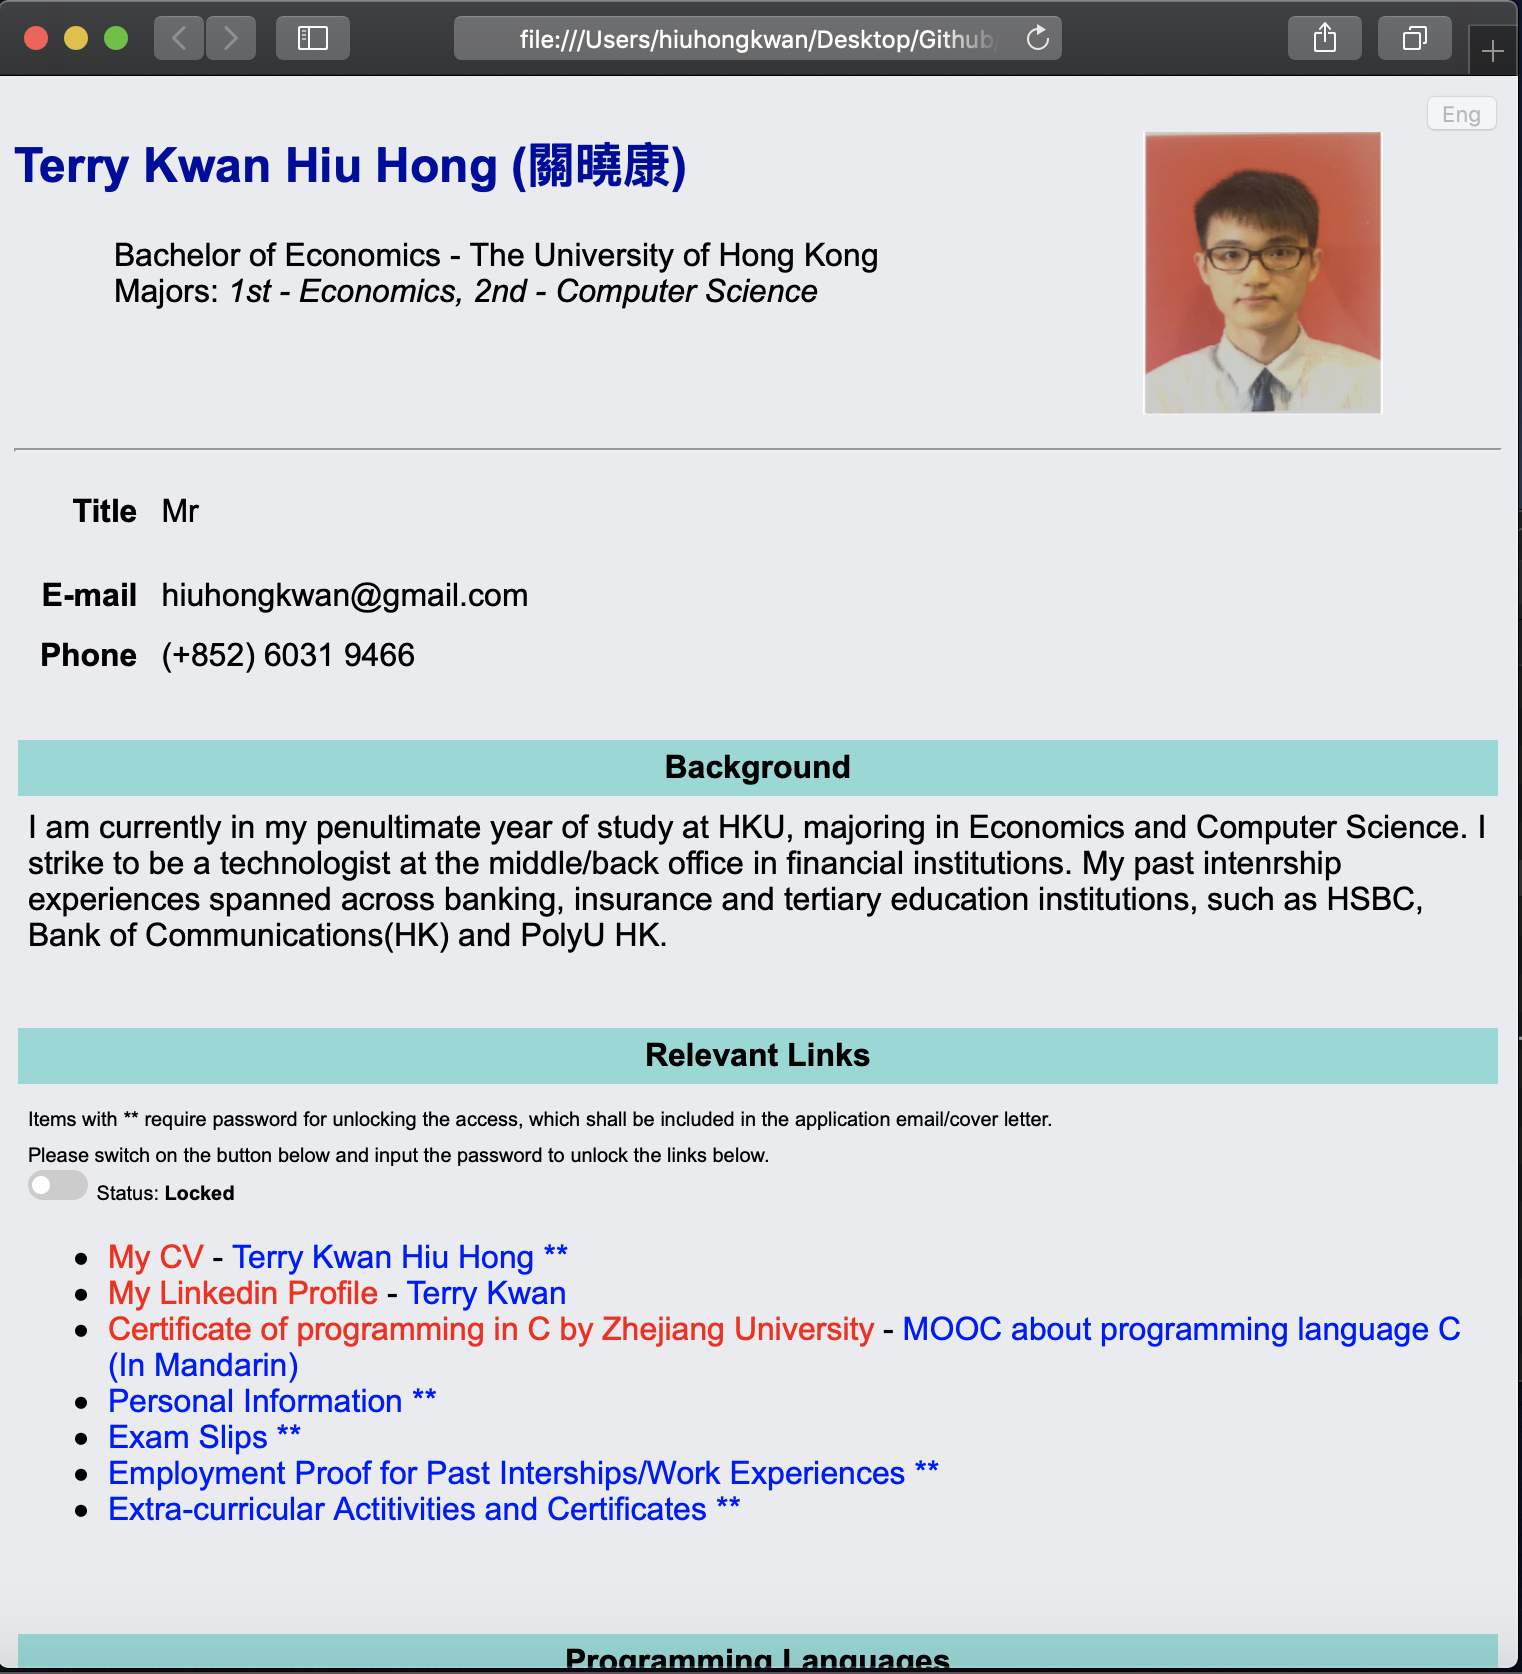 file:///Users/hiuhongkwan/Desktop/Github/
Eng
Terry Kwan Hiu Hong (關曉康)
Bachelor of Economics - The University of Hong Kong
Majors: 1st - Economics, 2nd - Computer Science
Title Mr
E-mail hiuhongkwan@gmail.com
Phone (+852) 6031 9466
Background
I am currently in my penultimate year of study at HKU, majoring in Economics and Computer Science. I
strike to be a technologist at the middle/back office in financial institutions. My past intenrship
experiences spanned across banking, insurance and tertiary education institutions, such as HSBC,
Bank of Communications(HK) and PolyU HK.
Relevant Links
Items with ** require password for unlocking the access, which shall be included in the application email/cover letter.
Please switch on the button below and input the password to unlock the links below.
Status: Locked
• My CV - Terry Kwan Hiu Hong **
• My Linkedin Profile - Terry Kwan
• Certificate of programming in C by Zhejiang University - MOOC about programming language C
(In Mandarin)
• Personal Information **
• Exam Slips **
• Employment Proof for Past Interships/Work Experiences **
• Extra-curricular Actitivities and Certificates **
Programming Languages